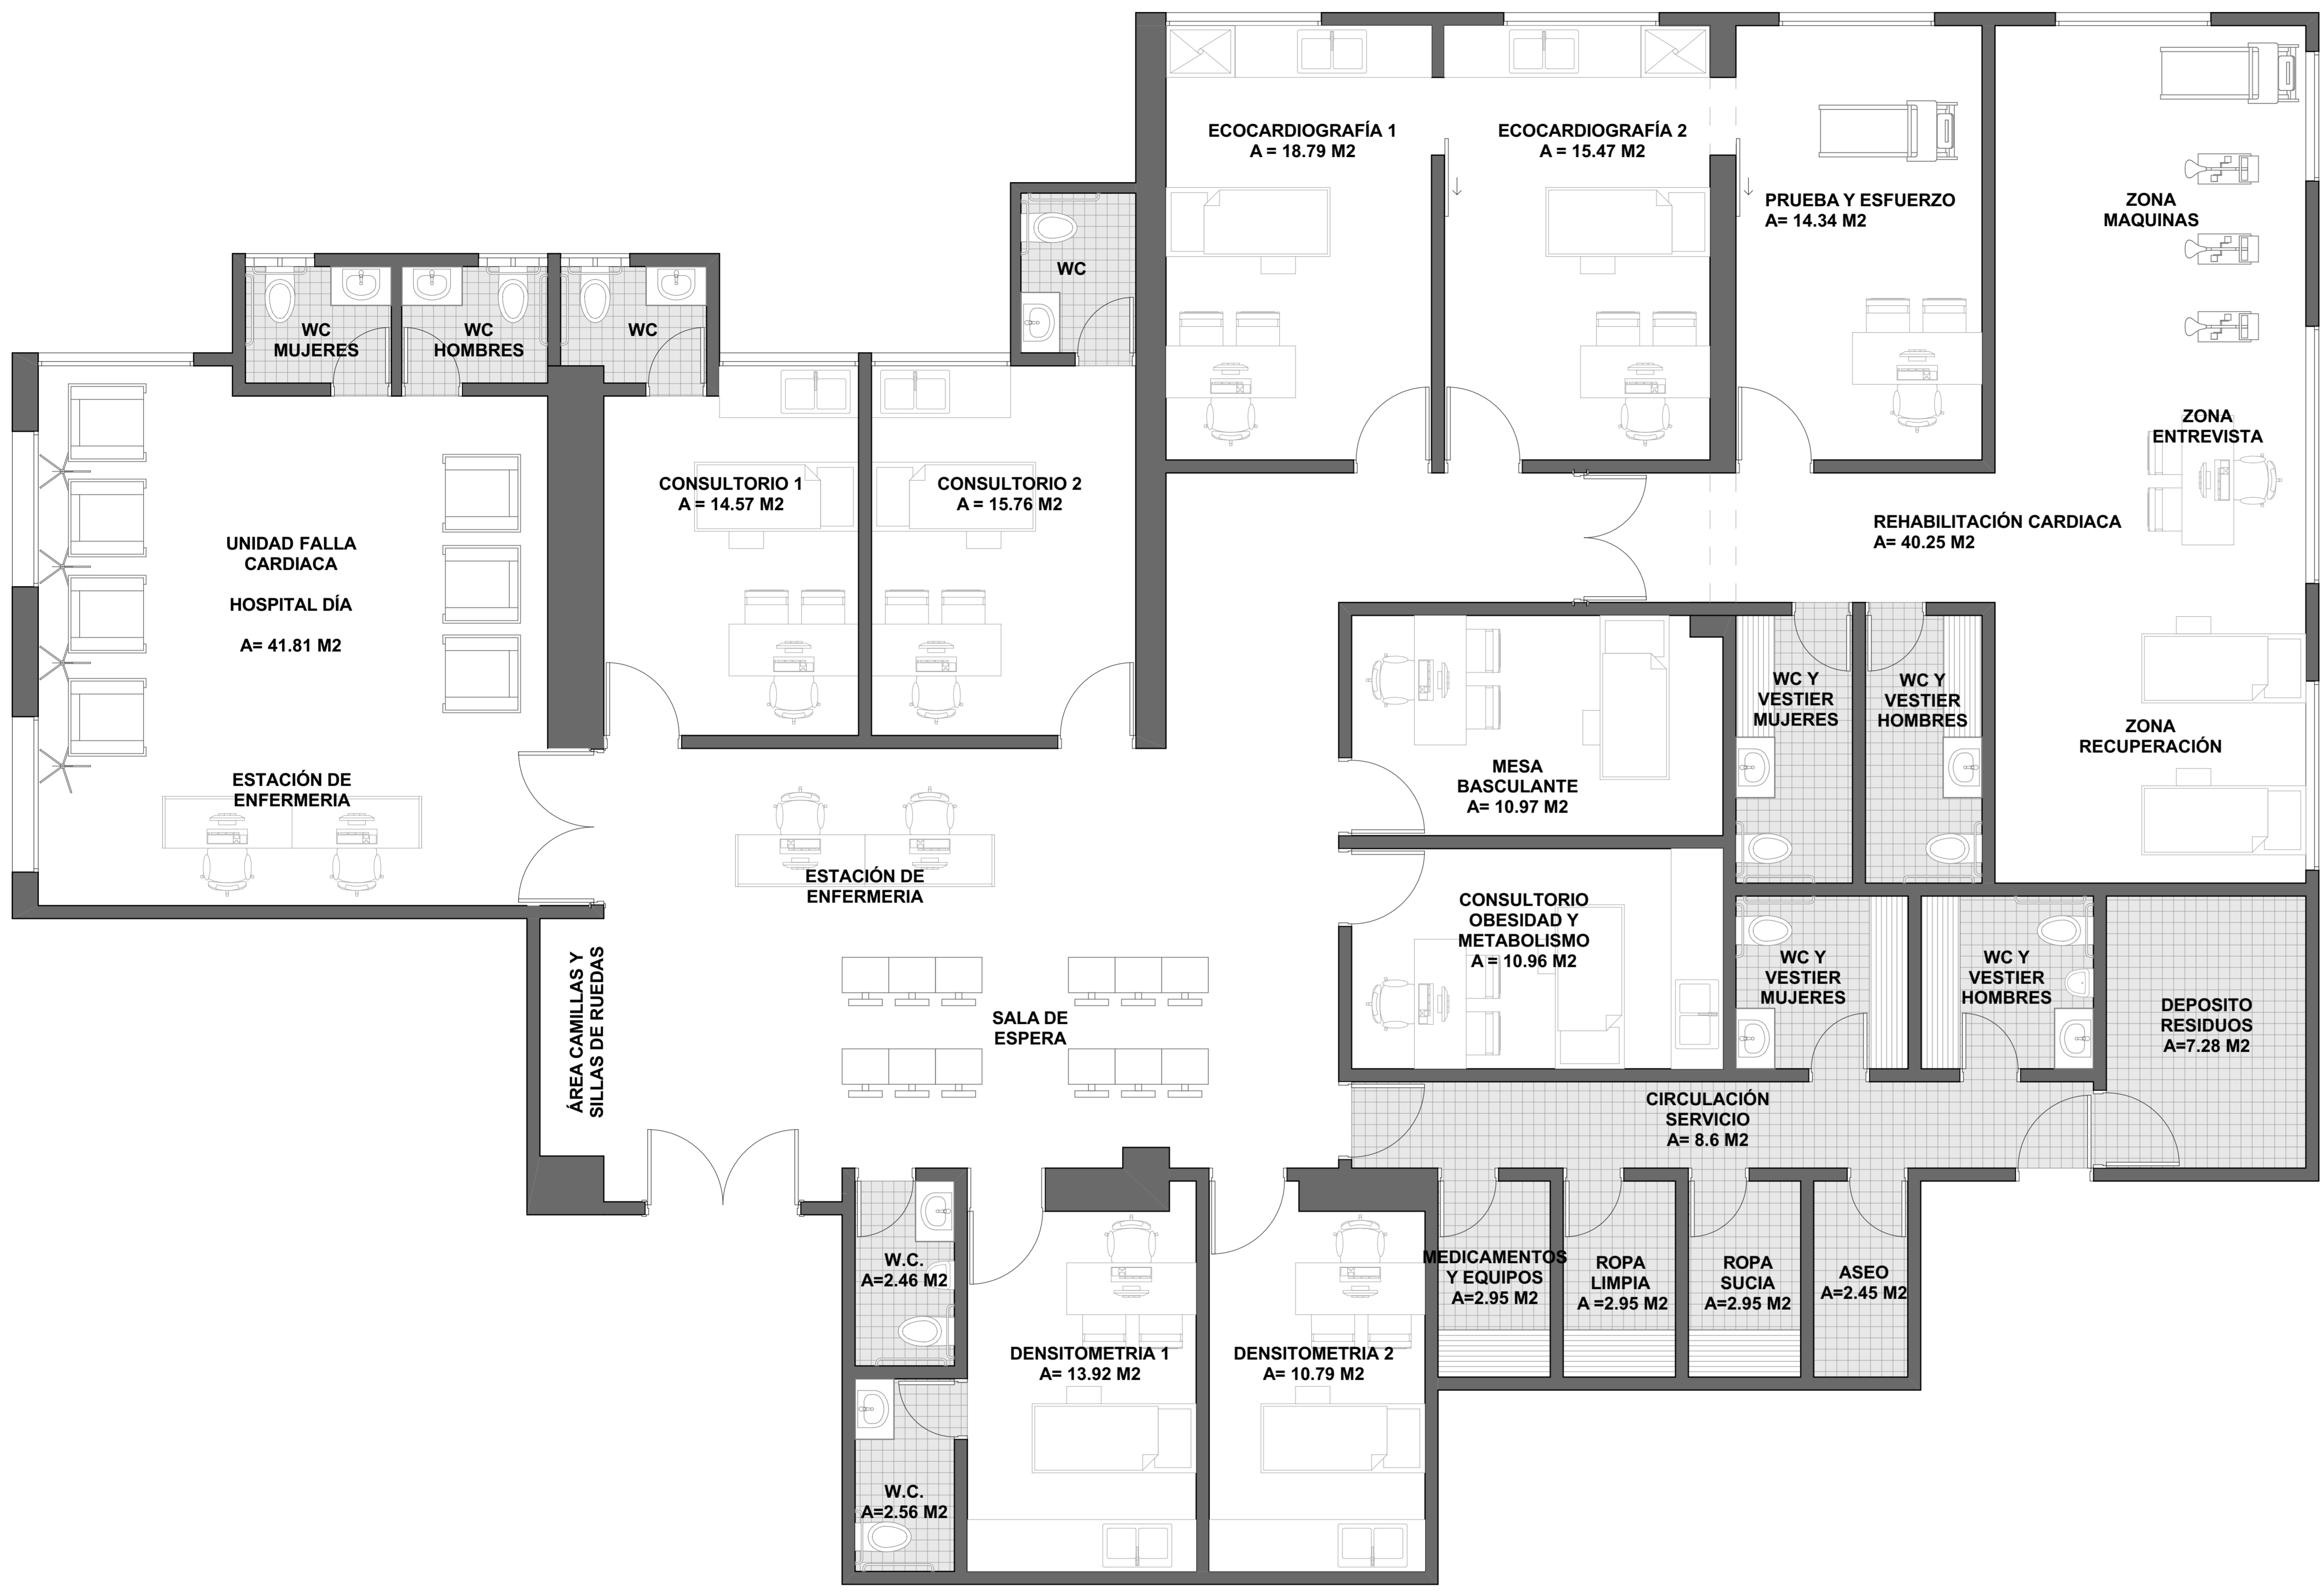 ECOCARDIOGRAFÍA 1
A = 18.79 M2
ECOCARDIOGRAFÍA 2
A = 15.47 M2
PRUEBA Y ESFUERZO
A= 14.34 M2
ZONA
MAQUINAS
WC
WC
MUJERES
WC
HOMBRES
WC
ZONA
ENTREVISTA
CONSULTORIO 1
A = 14.57 M2
CONSULTORIO 2
A = 15.76 M2
REHABILITACIÓN CARDIACA
A= 40.25 M2
UNIDAD FALLA
CARDIACA
HOSPITAL DÍA
A= 41.81 M2
WC Y
VESTIER
MUJERES
WC Y
VESTIER
HOMBRES
ZONA
RECUPERACIÓN
ESTACIÓN DE
ENFERMERIA
MESA
BASCULANTE
A= 10.97 M2
ESTACIÓN DE
ENFERMERIA
CONSULTORIO
OBESIDAD Y
METABOLISMO
A = 10.96 M2
ÁREA CAMILLAS Y
SILLAS DE RUEDAS
SALA DE
ESPERA
WC Y
VESTIER
MUJERES
WC Y
VESTIER
HOMBRES
DEPOSITO
RESIDUOS
A=7.28 M2
CIRCULACIÓN
SERVICIO
A= 8.6 M2
W.C.
A=2.46 M2
MEDICAMENTOS
Y EQUIPOS
A=2.95 M2
ROPA
LIMPIA
A =2.95 M2
ROPA
SUCIA
A=2.95 M2
ASEO
A=2.45 M2
DENSITOMETRIA 1
A= 13.92 M2
DENSITOMETRIA 2
A= 10.79 M2
W.C.
A=2.56 M2